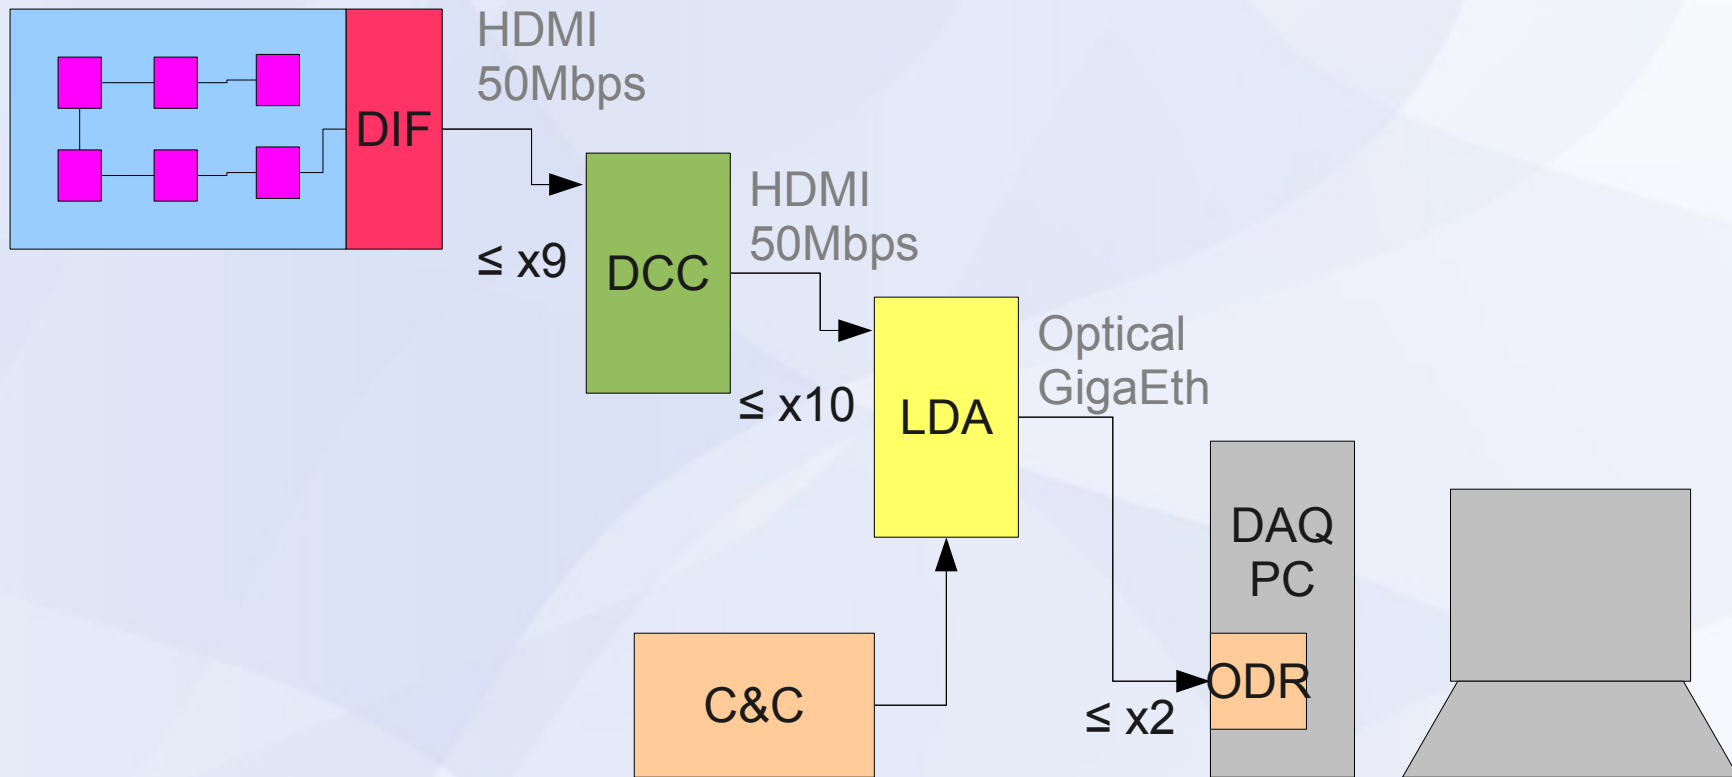 HDMI
50Mbps
DIF
≤ x9
DCC
HDMI
50Mbps
≤ x10
LDA
Optical
GigaEth
DAQ
PC
ODR
≤ x2
C&C